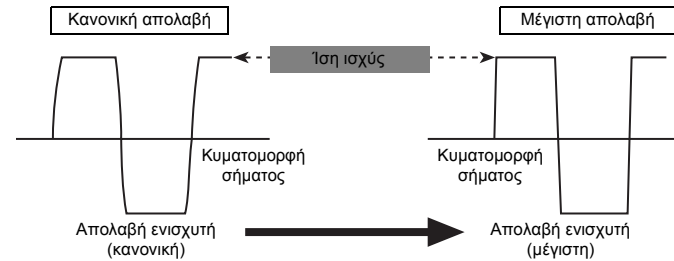 Κανονική απολαβή
Μέγιστη απολαβή
Ίση ισχύς
Κυματομορφή
σήματος
Κυματομορφή
σήματος
Απολαβή ενισχυτή
(κανονική)
Απολαβή ενισχυτή
(μέγιστη)